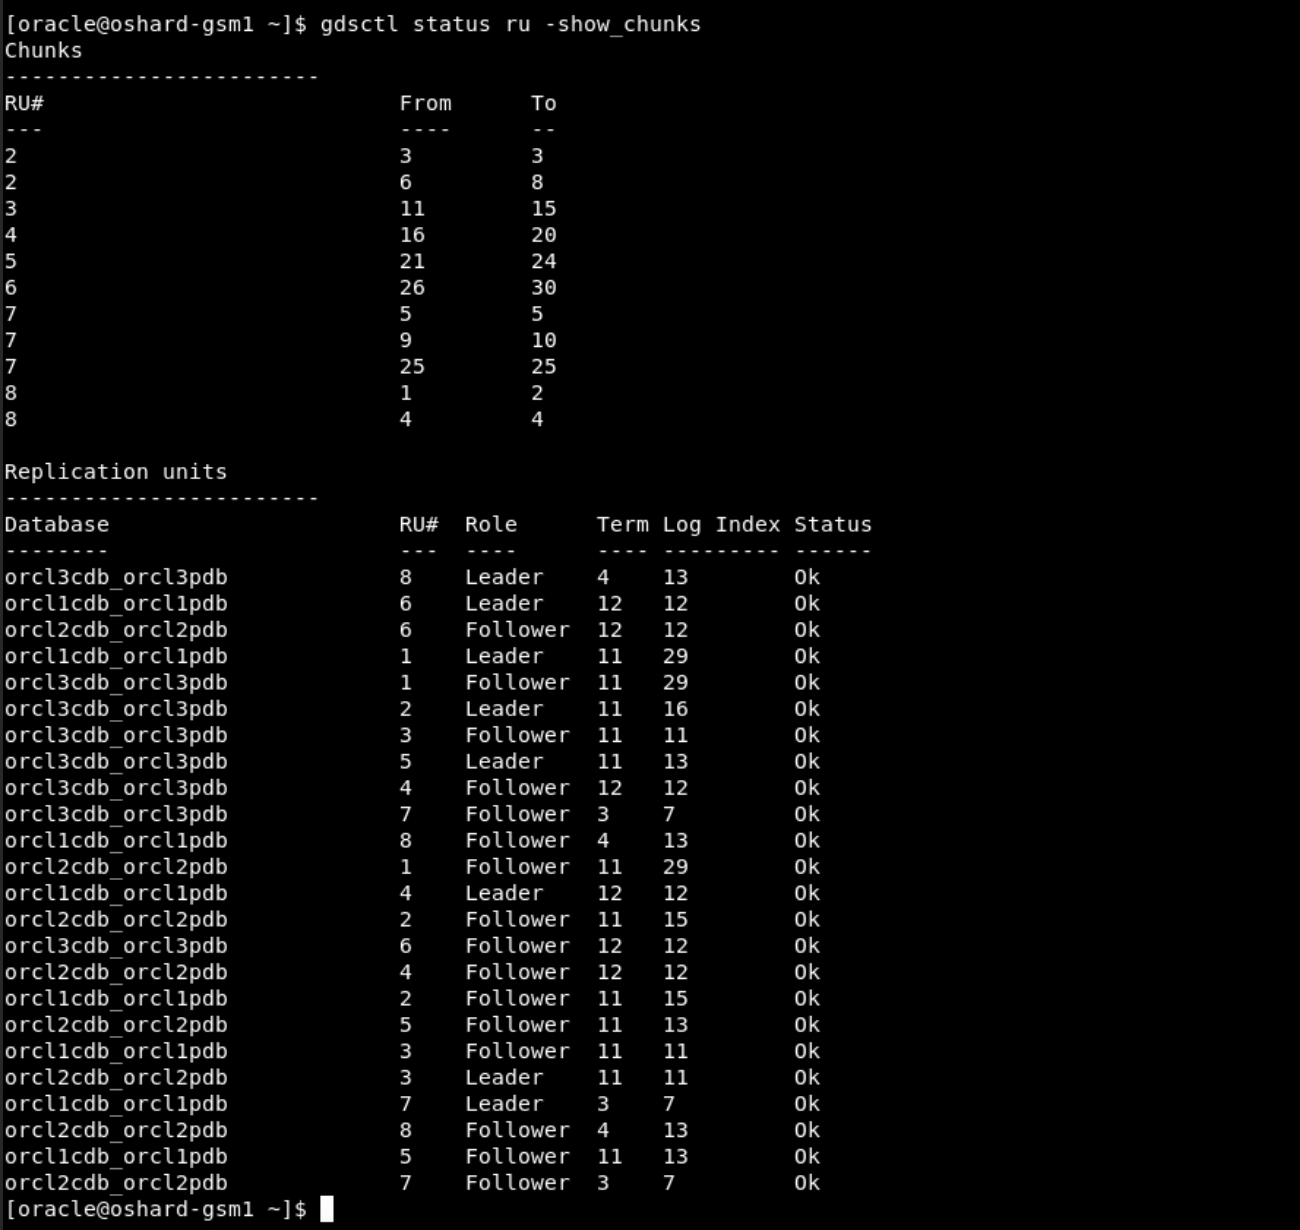 [oracle@oshard-gsm1 ~]$ gdsctl status ru -show_chunks
Chunks
------------------------
RU#                           From      To
---                           ----      --
2                             3         3
2                             6         8
3                             11        15
4                             16        20
5                             21        24
6                             26        30
7                             5         5
7                             9         10
7                             25        25
8                             1         2
8                             4         4

Replication units
------------------------
Database                      RU#  Role      Term Log Index Status
--------                      ---  ----      ---- --------- ------
orcl3cdb_orcl3pdb             8    Leader    4    13        Ok
orcl1cdb_orcl1pdb             6    Leader    12   12        Ok
orcl2cdb_orcl2pdb             6    Follower  12   12        Ok
orcl1cdb_orcl1pdb             1    Leader    11   29        Ok
orcl3cdb_orcl3pdb             1    Follower  11   29        Ok
orcl3cdb_orcl3pdb             2    Leader    11   16        Ok
orcl3cdb_orcl3pdb             3    Follower  11   11        Ok
orcl3cdb_orcl3pdb             5    Leader    11   13        Ok
orcl3cdb_orcl3pdb             4    Follower  12   12        Ok
orcl3cdb_orcl3pdb             7    Follower  3    7         Ok
orcl1cdb_orcl1pdb             8    Follower  4    13        Ok
orcl2cdb_orcl2pdb             1    Follower  11   29        Ok
orcl1cdb_orcl1pdb             4    Leader    12   12        Ok
orcl2cdb_orcl2pdb             2    Follower  11   15        Ok
orcl3cdb_orcl3pdb             6    Follower  12   12        Ok
orcl2cdb_orcl2pdb             4    Follower  12   12        Ok
orcl1cdb_orcl1pdb             2    Follower  11   15        Ok
orcl2cdb_orcl2pdb             5    Follower  11   13        Ok
orcl1cdb_orcl1pdb             3    Follower  11   11        Ok
orcl2cdb_orcl2pdb             3    Leader    11   11        Ok
orcl1cdb_orcl1pdb             7    Leader    3    7         Ok
orcl2cdb_orcl2pdb             8    Follower  4    13        Ok
orcl1cdb_orcl1pdb             5    Follower  11   13        Ok
orcl2cdb_orcl2pdb             7    Follower  3    7         Ok
[oracle@oshard-gsm1 ~]$